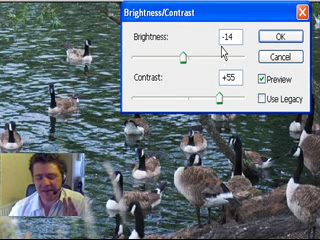 Brightness/Contrast
Brightness: -14 OK
Cancel
Contrast: +55 Preview
Use Legacy